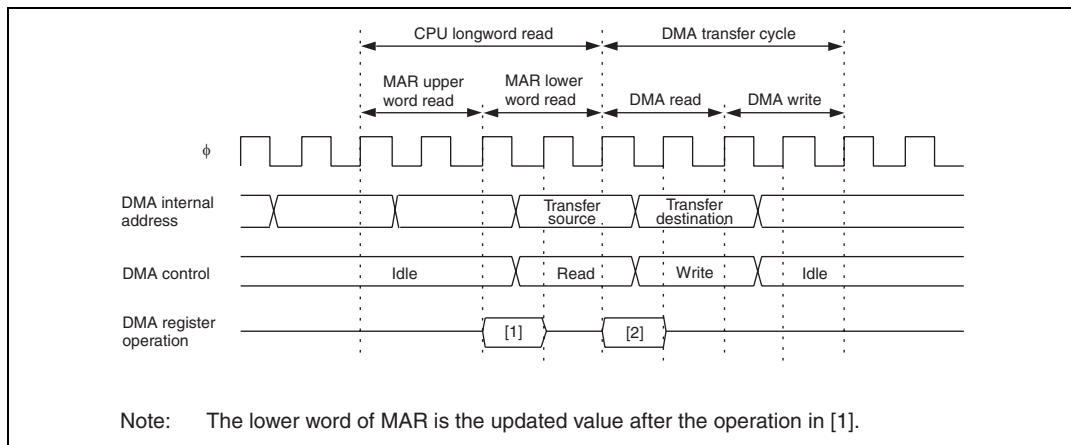 CPU longword read
DMA transfer cycle
MAR upper
word read
MAR lower
word read
DMA read
DMA write
ϕ
DMA internal
address
Transfer
source
Transfer
destination
DMA control
Idle
Read
Write
Idle
DMA register
operation
[1]
[2]
Note: The lower word of MAR is the updated value after the operation in [1].